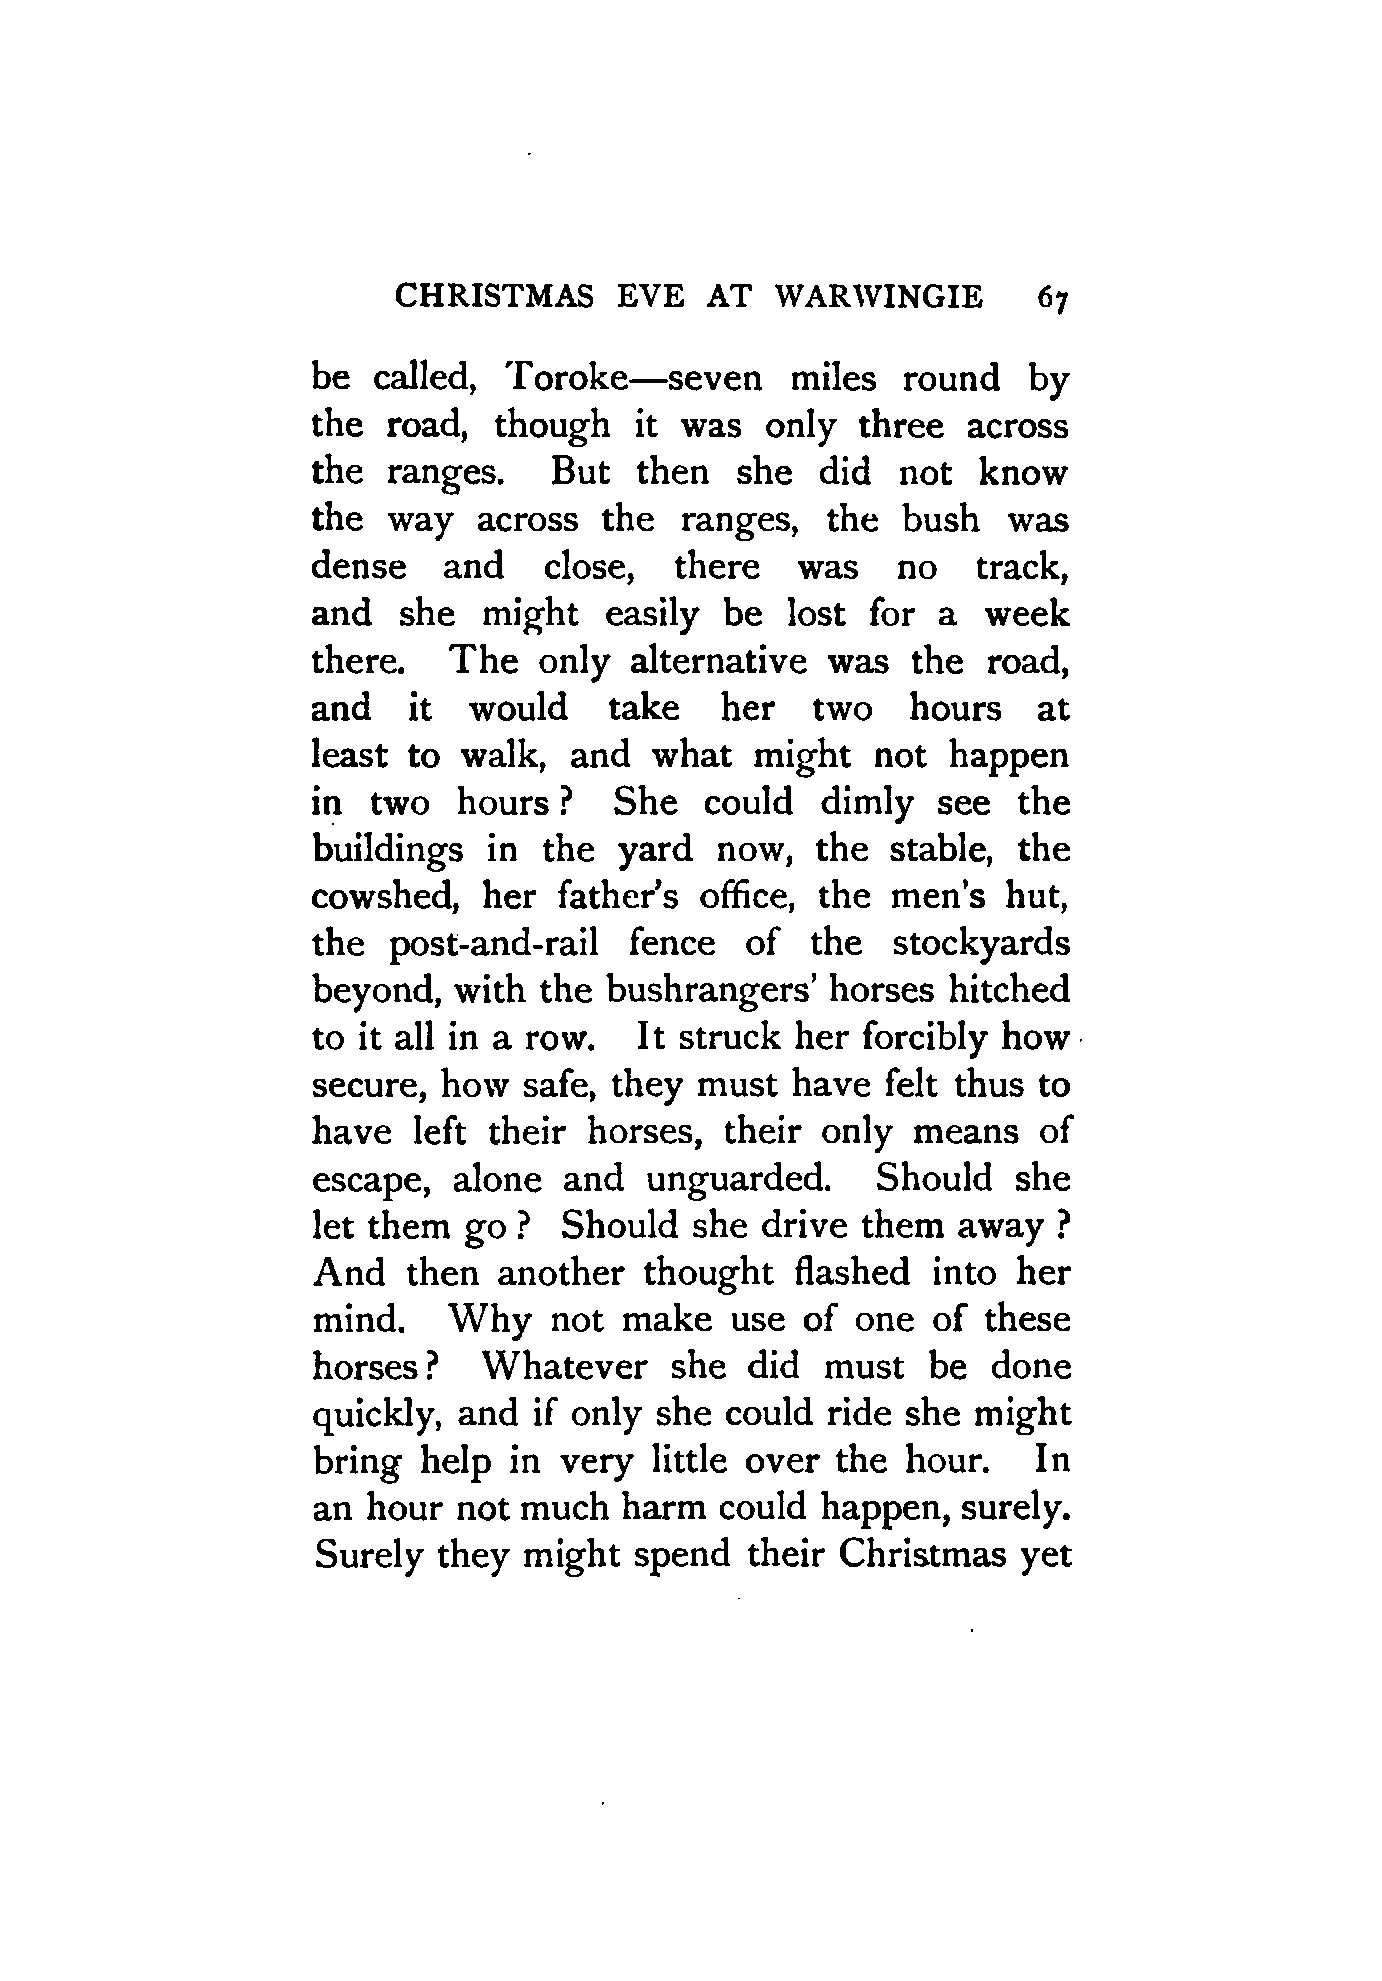 CHRISTMAS EVE AT WARWINGIE 67
be called, Toroke—seven miles round by
the road, though it was only three across
the ranges. But then she did not know
the way across the ranges, the bush was
dense and close, there was no track,
and she might easily be lost for a week
there. The only alternative was the road,
and it would take her two hours at
least to walk, and what might not happen
in two hours? She could dimly see the
buildings in the yard now, the stable, the
cowshed, her father's office, the men's hut,
the post-and-rail fence of the stockyards
beyond, with the bushrangers' horses hitched
to it all in a row. It struck her forcibly how
secure, how safe, they must have felt thus to
have left their horses, their only means of
escape, alone and unguarded. Should she
let them go? Should she drive them away?
And then another thought flashed into her
mind. Why not make use of one of these
horses? Whatever she did must be done
quickly, and if only she could ride she might
bring help in very little over the hour. In
an hour not much harm could happen, surely.
Surely they might spend their Christmas yet